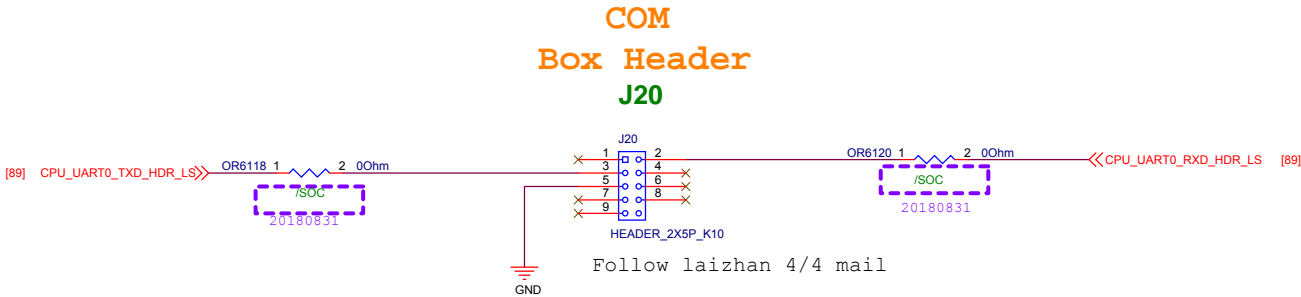 COM
Box Header
J20
J20
[89] CPU_UART0_TXD_HDR_LS
OR6118 1 2 0Ohm
/SOC
20180831
1 2
3 4
5 6
7 8
9
HEADER_2X5P_K10
OR6120 1 2 0Ohm
/SOC
20180831
CPU_UART0_RXD_HDR_LS [89]
GND
Follow laizhan 4/4 mail